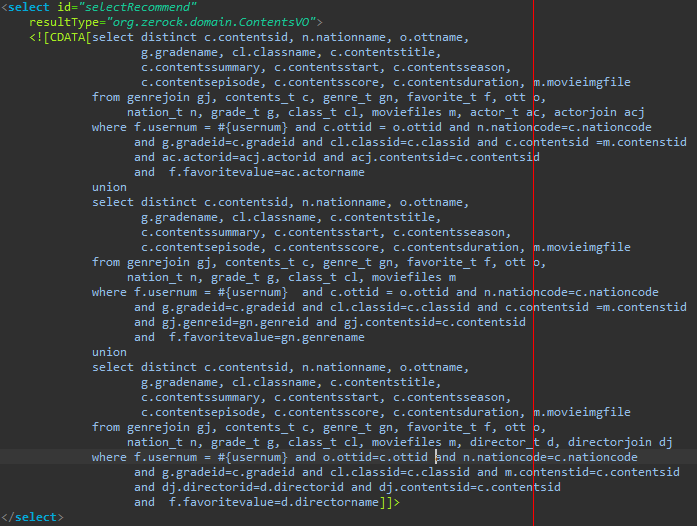 <select id="selectRecommend"
resultType="org.zerock.domain.ContentsVO">
<![CDATA[select distinct c.contentsid, n.nationname, o.ottname,
g.gradename, cl.classname, c.contentstitle,
c.contentssummary, c.contentsstart, c.contentsseason,
c.contentsepisode, c.contentsscore, c.contentsduration, m.movieimgfile
from genrejoin gj, contents_t c, genre_t gn, favorite_t f, ott o,
nation_t n, grade_t g, class_t cl, moviefiles m, actor_t ac, actorjoin acj
where f.usernum = #{usernum} and c.ottid = o.ottid and n.nationcode=c.nationcode
and g.gradeid=c.gradeid and cl.classid=c.classid and c.contentsid =m.contenstid
and ac.actorid=acj.actorid and acj.contentsid=c.contentsid
and  f.favoritevalue=ac.actorname
union
select distinct c.contentsid, n.nationname, o.ottname,
g.gradename, cl.classname, c.contentstitle,
c.contentssummary, c.contentsstart, c.contentsseason,
c.contentsepisode, c.contentsscore, c.contentsduration, m.movieimgfile
from genrejoin gj, contents_t c, genre_t gn, favorite_t f, ott o,
nation_t n, grade_t g, class_t cl, moviefiles m
where f.usernum = #{usernum}  and c.ottid = o.ottid and n.nationcode=c.nationcode
and g.gradeid=c.gradeid and cl.classid=c.classid and c.contentsid =m.contenstid
and gj.genreid=gn.genreid and gj.contentsid=c.contentsid
and  f.favoritevalue=gn.genrename
union
select distinct c.contentsid, n.nationname, o.ottname,
g.gradename, cl.classname, c.contentstitle,
c.contentssummary, c.contentsstart, c.contentsseason,
c.contentsepisode, c.contentsscore, c.contentsduration, m.movieimgfile
from genrejoin gj, contents_t c, genre_t gn, favorite_t f, ott o,
nation_t n, grade_t g, class_t cl, moviefiles m, director_t d, directorjoin dj
where f.usernum = #{usernum} and o.ottid=c.ottid and n.nationcode=c.nationcode
and g.gradeid=c.gradeid and cl.classid=c.classid and m.contenstid=c.contentsid
and dj.directorid=d.directorid and dj.contentsid=c.contentsid
and  f.favoritevalue=d.directorname]]>
</select>